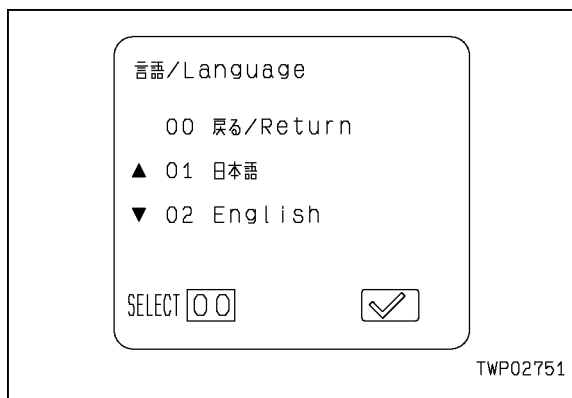 言語/Language
00 戻る/Return
▲ 01 日本語
▼ 02 English
SELECT 00
TWP02751